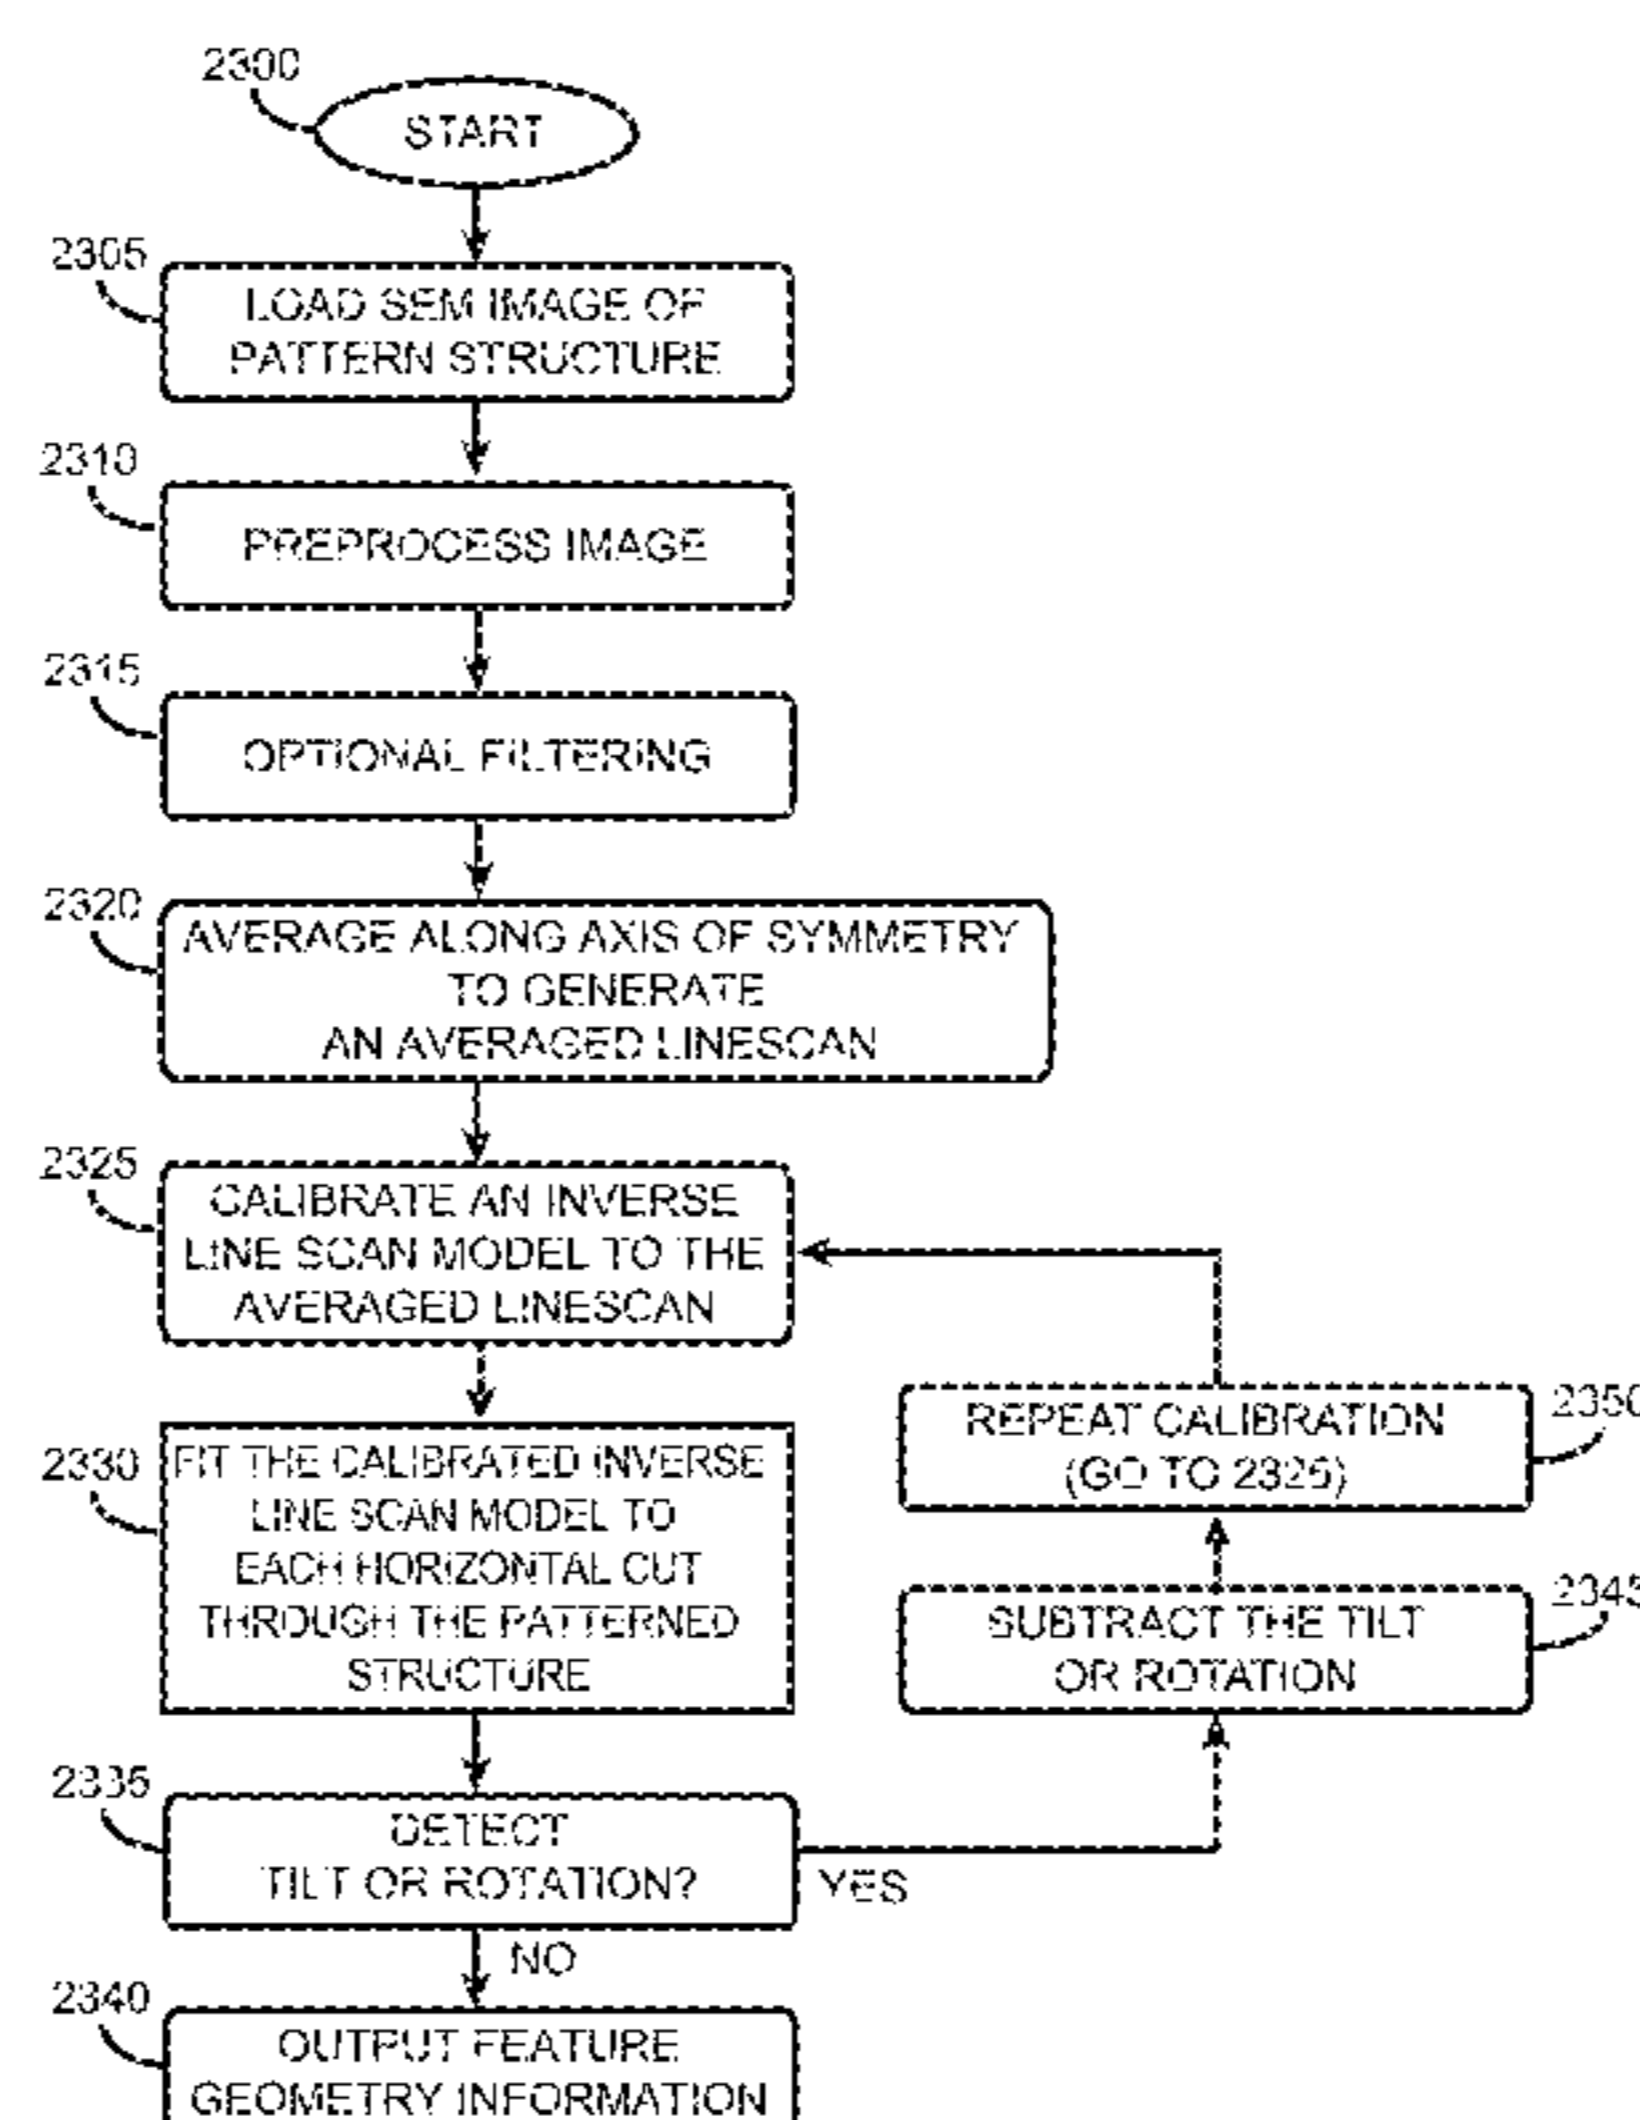 2300
START
2305
LOAD SEM IMAGE OF
PATTERN STRUCTURE
2310
PREPROCESS IMAGE
2315
OPTIONAL FILTERING
2320
AVERAGE ALONG AXIS OF SYMMETRY
TO GENERATE
AN AVERAGED LINESCAN
2325
CALIBRATE AN INVERSE
LINE SCAN MODEL TO THE
AVERAGED LINESCAN
2330
FIT THE CALIBRATED INVERSE
LINE SCAN MODEL TO
EACH HORIZONTAL CUT
THROUGH THE PATTERNED
STRUCTURE
2350
REPEAT CALIBRATION
(GO TO 2325)
2345
SUBTRACT THE TILT
OR ROTATION
2335
DETECT
TILT OR ROTATION?
YES
NO
2340
OUTPUT FEATURE
GEOMETRY INFORMATION